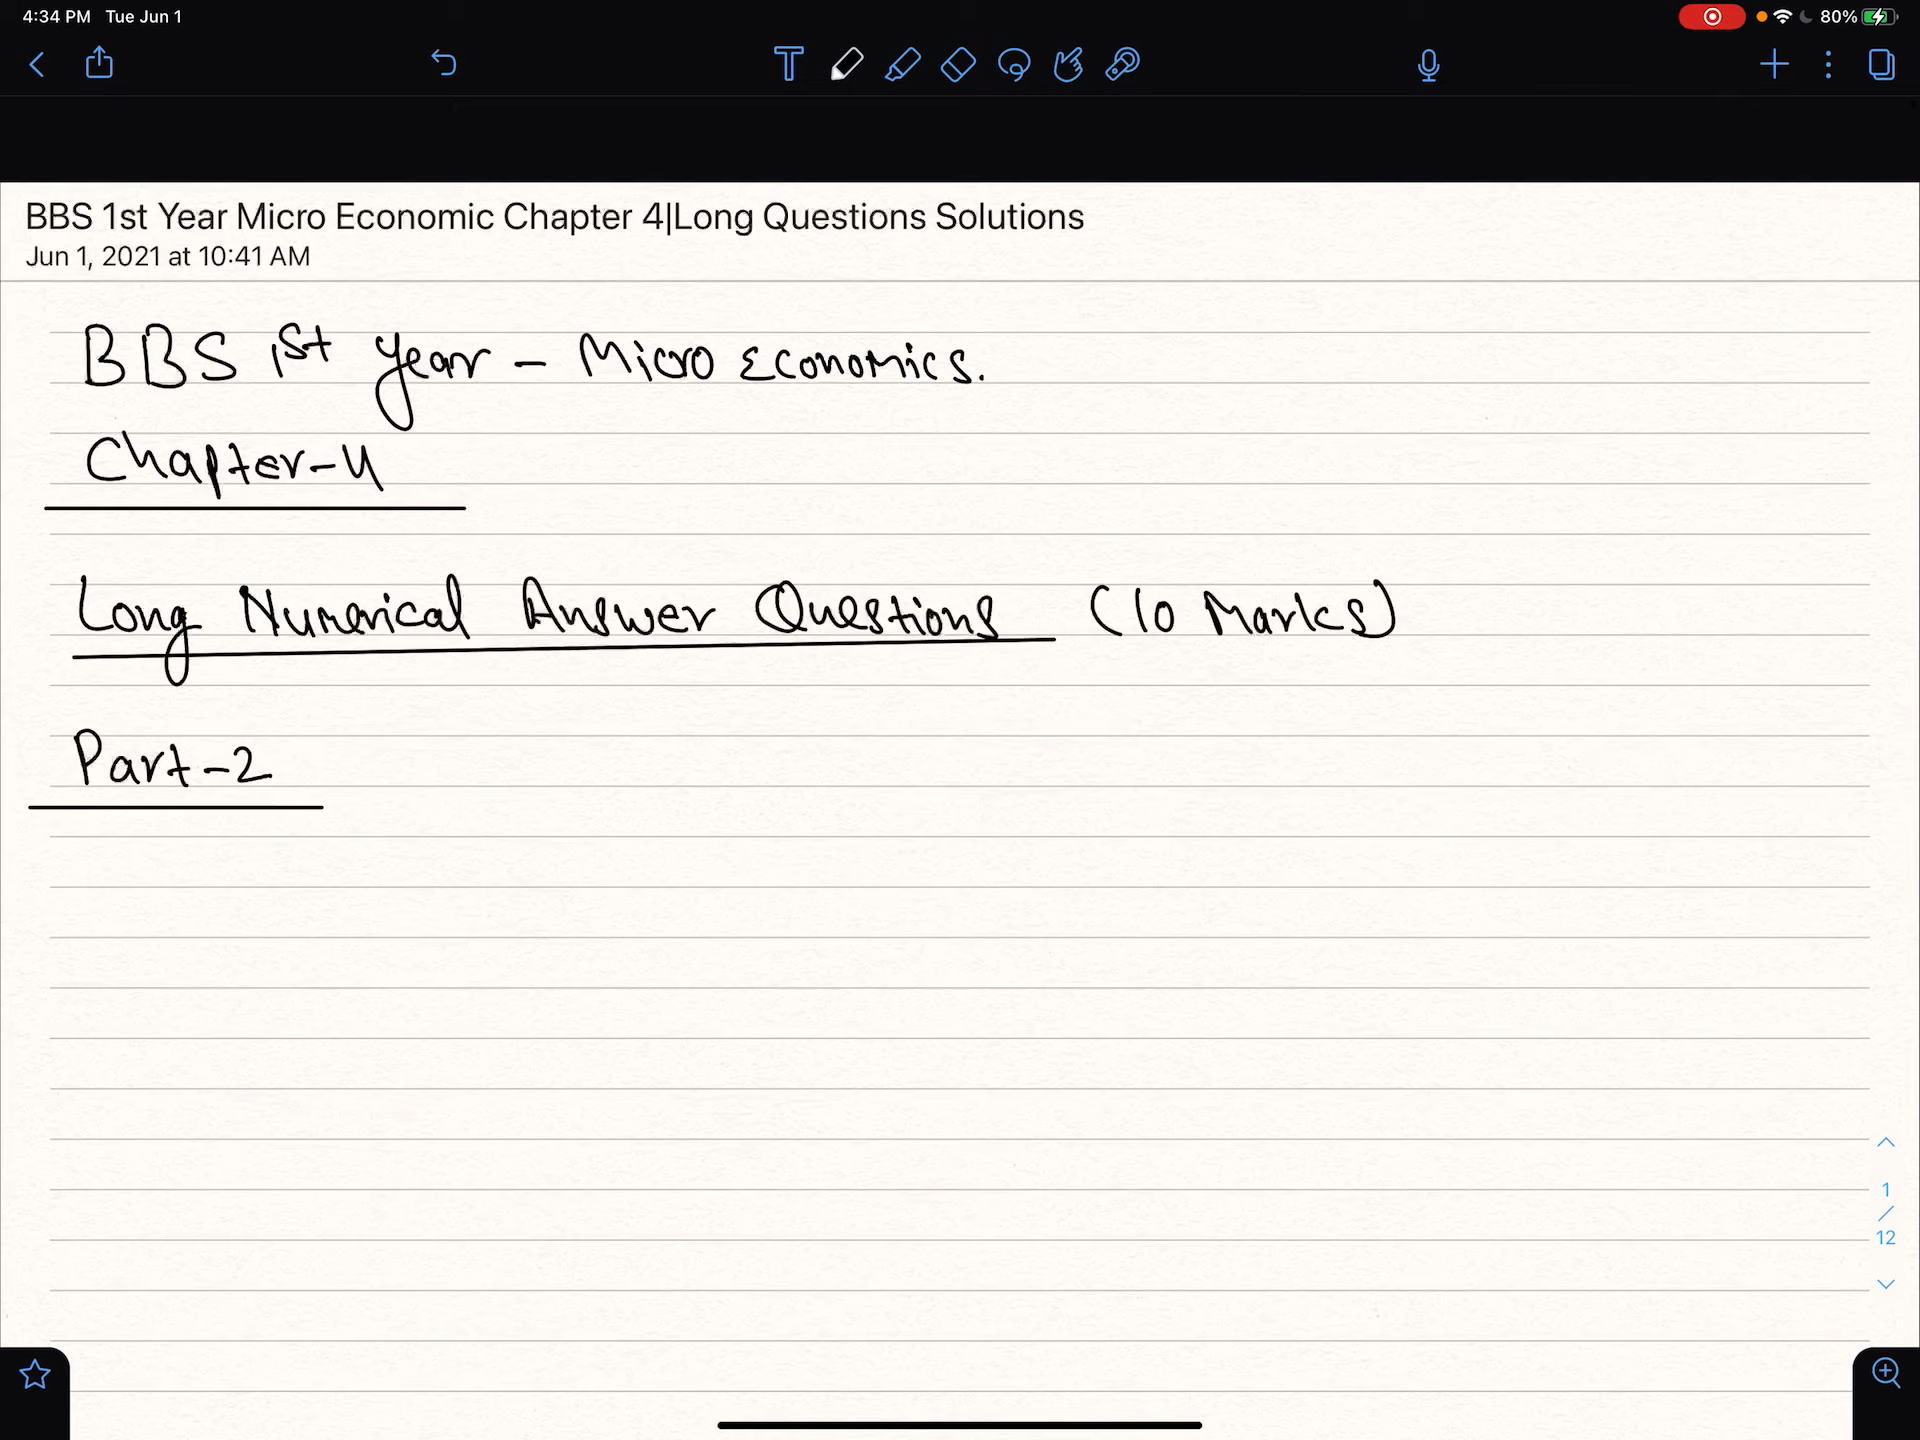 4:34 PM Tue Jun 1
80%
BBS 1st Year Micro Economic Chapter 4|Long Questions Solutions
Jun 1, 2021 at 10:41 AM
BBS 1st Year - Micro Economics.
Chapter-4
Long Numerical Answer Questions (10 Marks)
Part-2
1
/
12